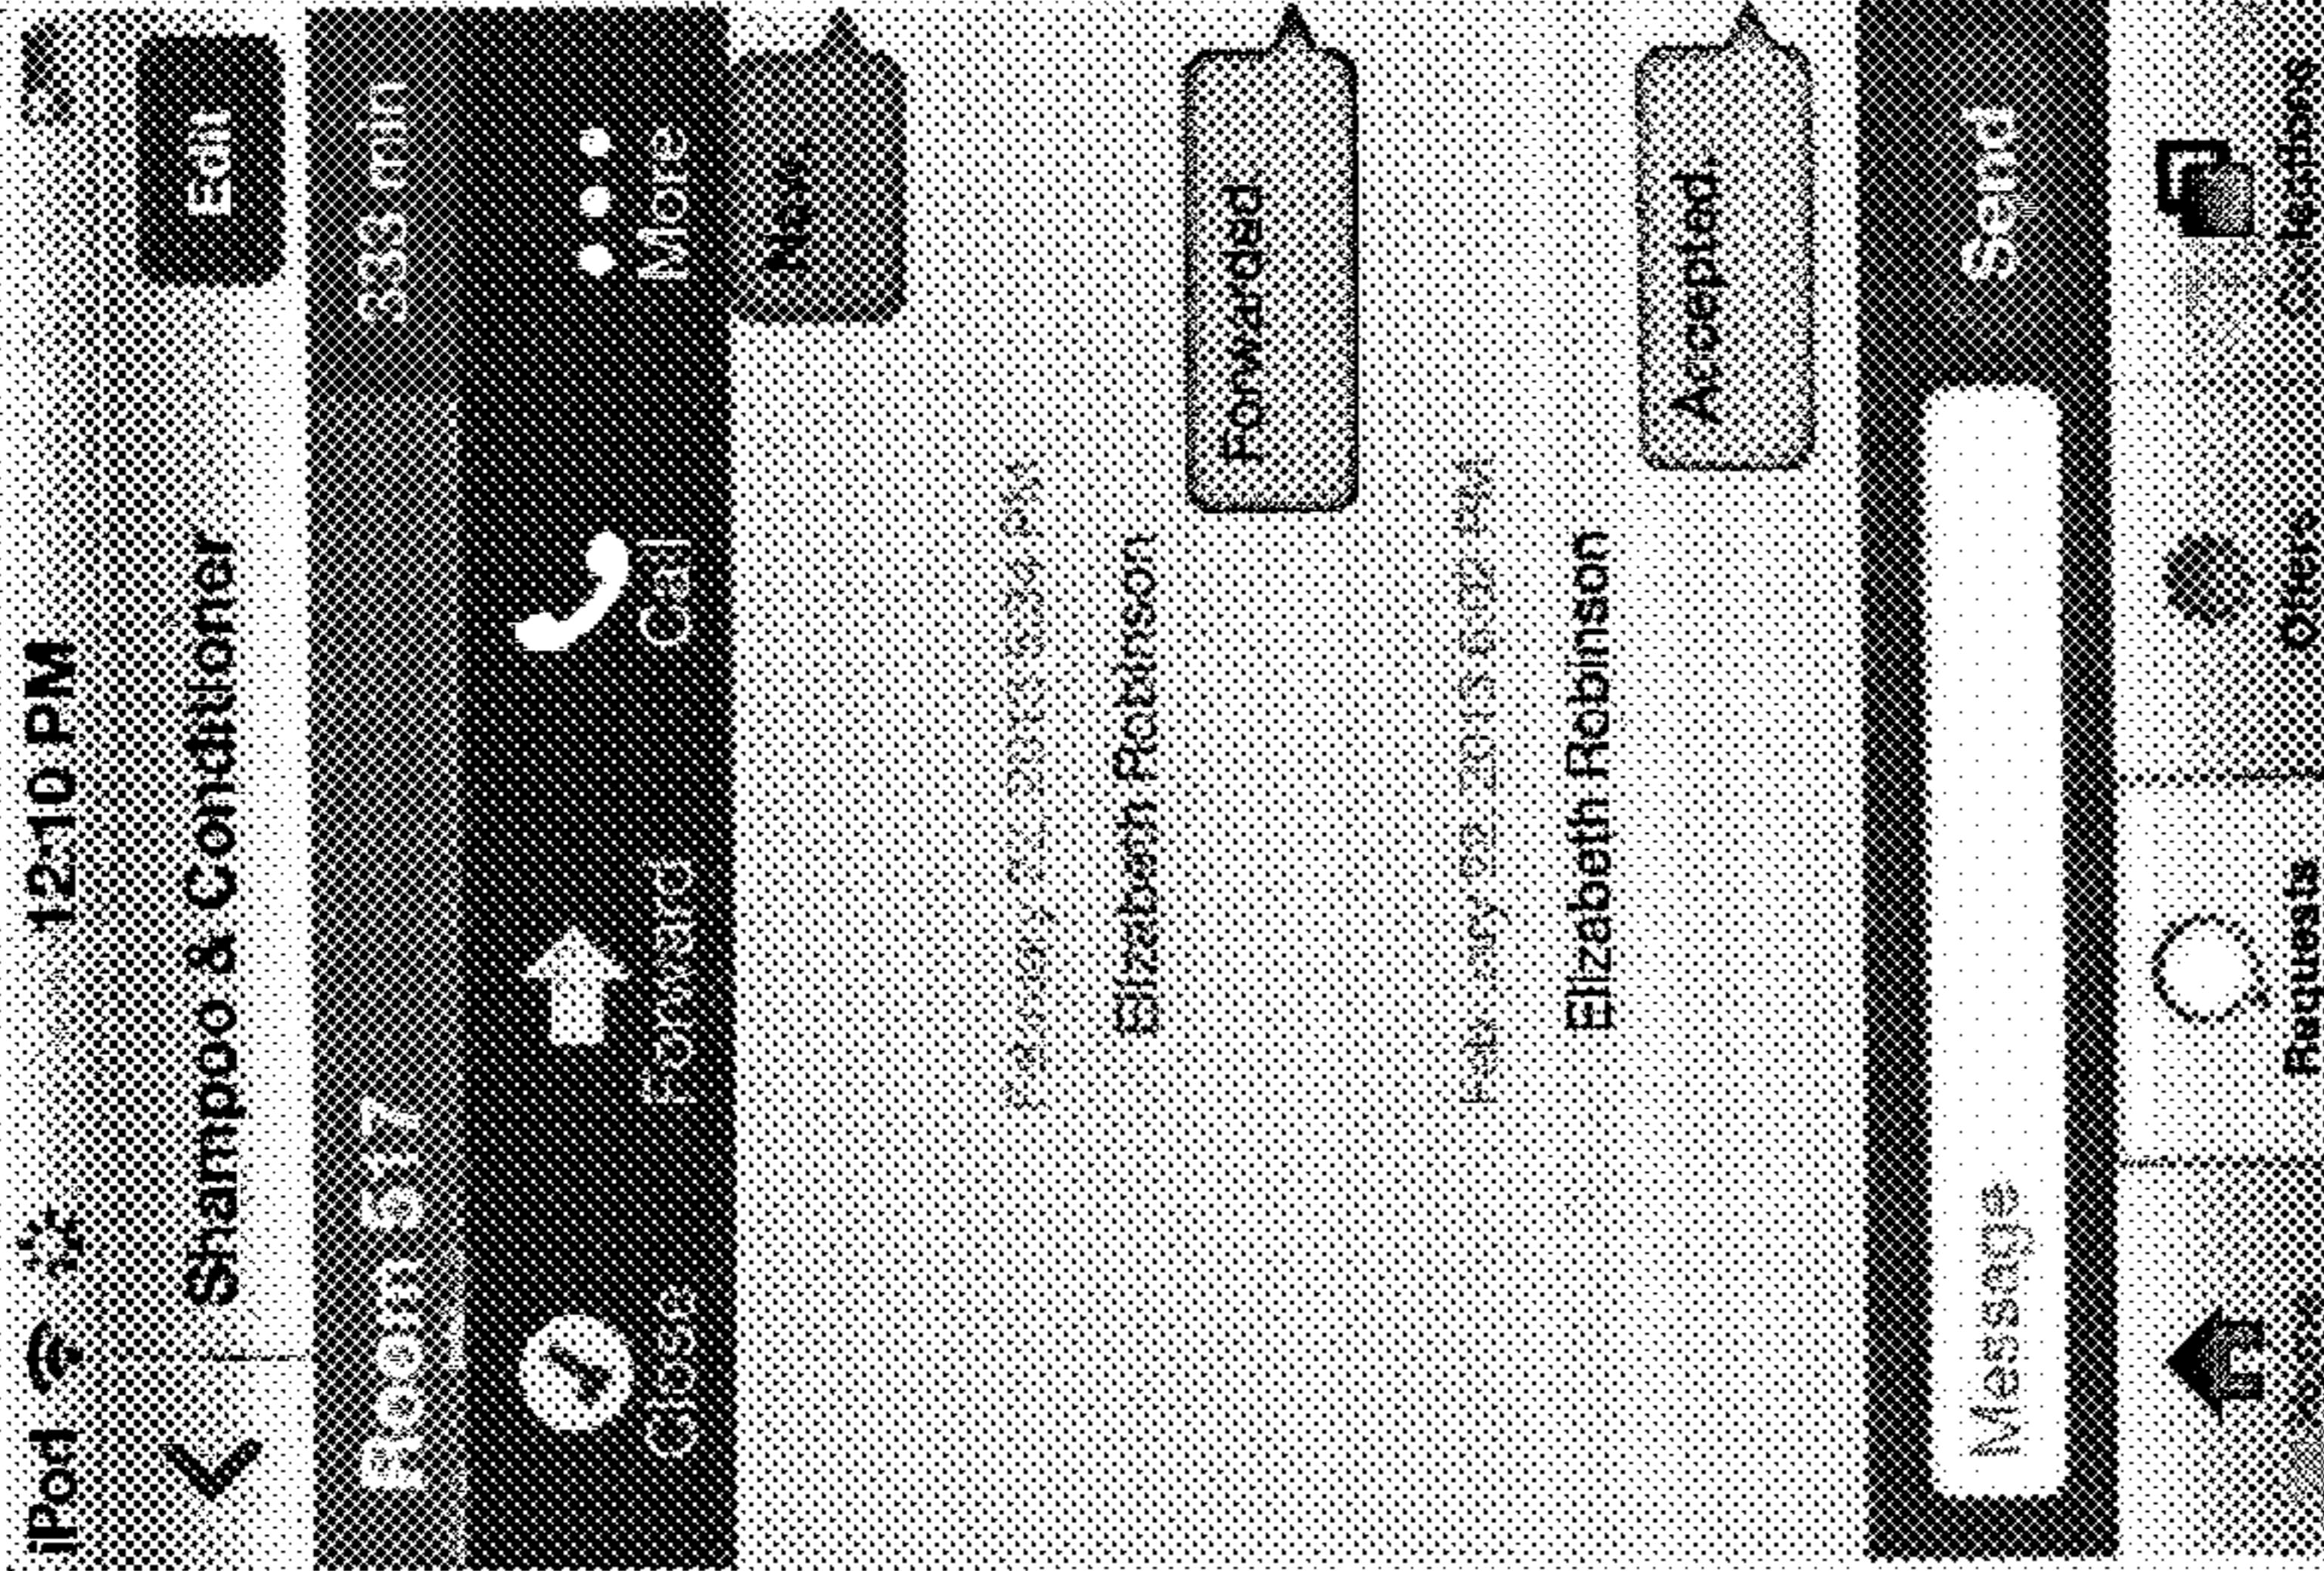 iPod 12:10 PM
Shampoo & Conditioner Edit
Room 517 333 min
Close Forward Call More
New.
Elizabeth Robinson
Forwarded.
Elizabeth Robinson
Accepted.
Message Send
Requests Offers